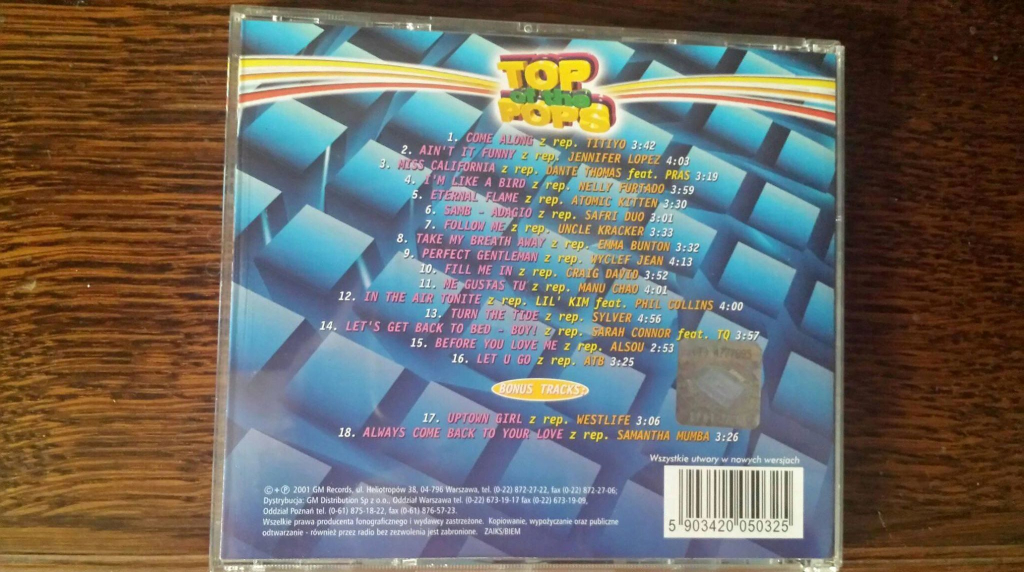 TOP
of the
POPS
1. COME ALONG z rep. TITIYO 3:42
2. AIN'T IT FUNNY z rep. JENNIFER LOPEZ 4:03
3. MISS CALIFORNIA z rep. DANTE THOMAS feat. PRAS 3:19
4. I'M LIKE A BIRD z rep. NELLY FURTADO 3:59
5. ETERNAL FLAME z rep. ATOMIC KITTEN 3:30
6. SAMB - ADAGIO z rep. SAFRI DUO 3:01
7. FOLLOW ME z rep. UNCLE KRACKER 3:33
8. TAKE MY BREATH AWAY z rep. EMMA BUNTON 3:32
9. PERFECT GENTLEMAN z rep. WYCLEF JEAN 4:13
10. FILL ME IN z rep. CRAIG DAVID 3:52
11. ME GUSTAS TU z rep. MANU CHAO 4:01
12. IN THE AIR TONITE z rep. LIL' KIM feat. PHIL COLLINS 4:00
13. TURN THE TIDE z rep. SYLVER 4:56
14. LET'S GET BACK TO BED - BOY! z rep. SARAH CONNOR feat. TQ 3:57
15. BEFORE YOU LOVE ME z rep. ALSOU 2:53
16. LET U GO z rep. ATB 3:25
BONUS TRACKS:
17. UPTOWN GIRL z rep. WESTLIFE 3:06
18. ALWAYS COME BACK TO YOUR LOVE z rep. SAMANTHA MUMBA 3:26
Wszystkie utwory w nowych wersjach
© + ℗ 2001 GM Records, ul. Heliotropów 38, 04-796 Warszawa, tel. (0-22) 872-27-22, fax (0-22) 872-27-06;
Dystrybucja: GM Distribution Sp z o.o., Oddział Warszawa tel. (0-22) 673-19-17 fax (0-22) 673-19-09,
Oddział Poznań tel. (0-61) 875-18-22, fax (0-61) 876-57-23.
Wszelkie prawa producenta fonograficznego i wydawcy zastrzeżone. Kopiowanie, wypożyczanie oraz publiczne
odtwarzanie - również przez radio bez zezwolenia jest zabronione. ZAIKS/BIEM
5 903420 050325